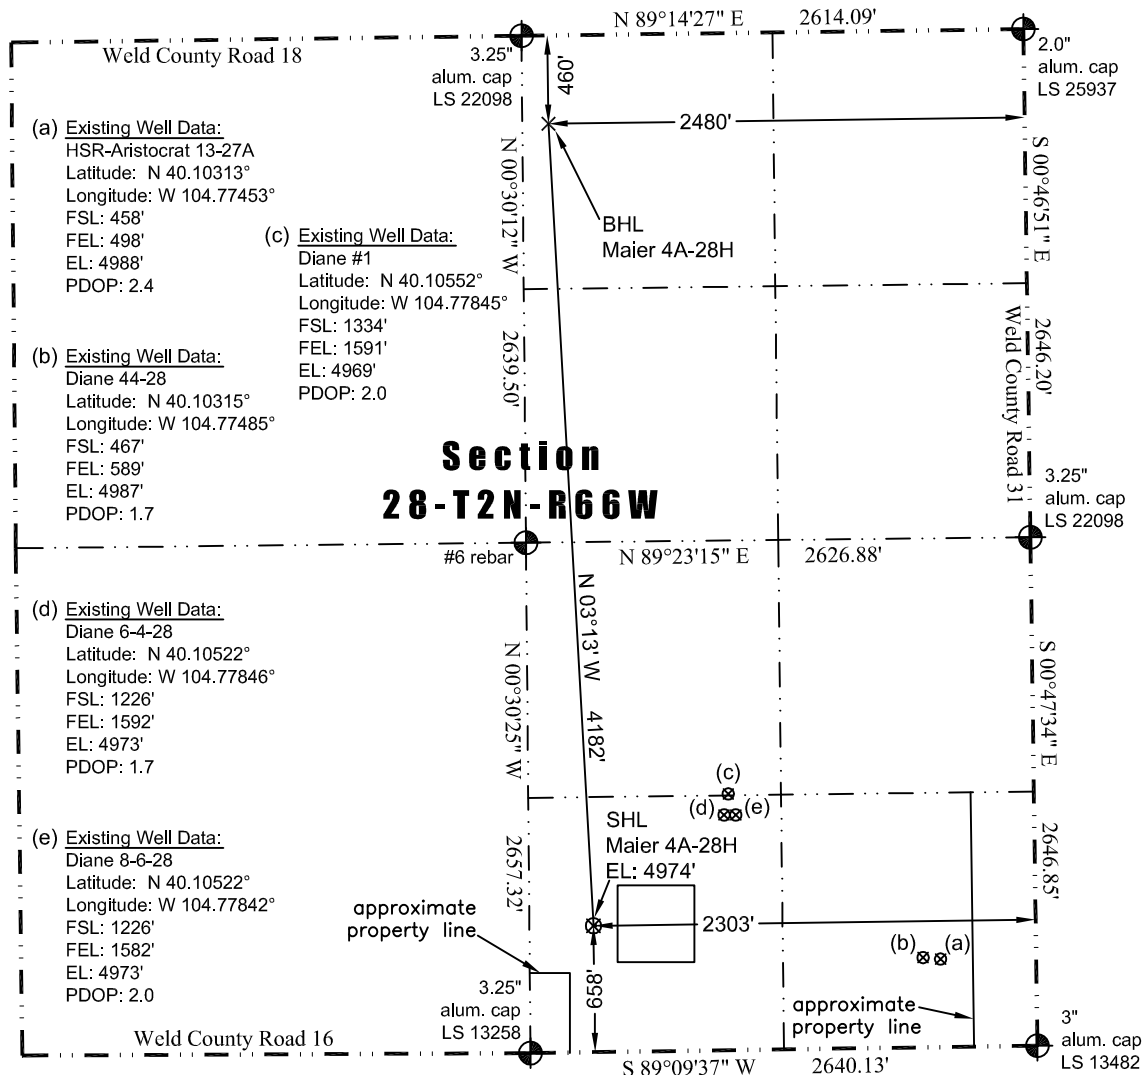 N 89°14'27" E 2614.09'
Weld County Road 18
3.25"
alum. cap
LS 22098
460'
2.0"
alum. cap
LS 25937
2480'
(a) Existing Well Data:
HSR-Aristocrat 13-27A
Latitude: N 40.10313°
Longitude: W 104.77453°
FSL: 458'
FEL: 498'
EL: 4988'
PDOP: 2.4
N 00°30'12" W
2639.50'
S 00°46'51" E
2646.20'
Weld County Road 31
BHL
Maier 4A-28H
(c) Existing Well Data:
Diane #1
Latitude: N 40.10552°
Longitude: W 104.77845°
FSL: 1334'
FEL: 1591'
EL: 4969'
PDOP: 2.0
(b) Existing Well Data:
Diane 44-28
Latitude: N 40.10315°
Longitude: W 104.77485°
FSL: 467'
FEL: 589'
EL: 4987'
PDOP: 1.7
Section
28-T2N-R66W
3.25"
alum. cap
LS 22098
#6 rebar
N 89°23'15" E 2626.88'
(d) Existing Well Data:
Diane 6-4-28
Latitude: N 40.10522°
Longitude: W 104.77846°
FSL: 1226'
FEL: 1592'
EL: 4973'
PDOP: 1.7
N 03°13' W 4182'
N 00°30'25" W
2657.32'
S 00°47'34" E
2646.85'
(c)
(d) (e)
SHL
Maier 4A-28H
EL: 4974'
(e) Existing Well Data:
Diane 8-6-28
Latitude: N 40.10522°
Longitude: W 104.77842°
FSL: 1226'
FEL: 1582'
EL: 4973'
PDOP: 2.0
approximate
property line
2303'
(b) (a)
658'
3.25"
alum. cap
LS 13258
approximate
property line
3"
alum. cap
LS 13482
Weld County Road 16
S 89°09'37" W 2640.13'